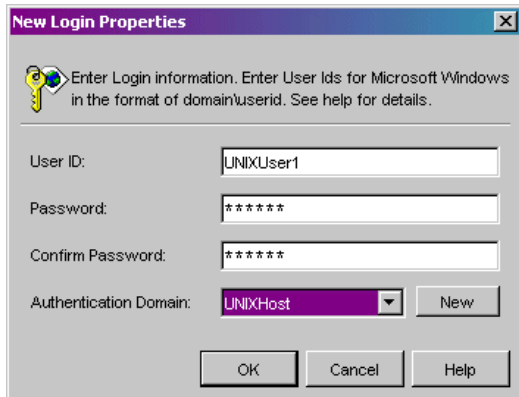 New Login Properties
Enter Login information. Enter User Ids for Microsoft Windows
in the format of domain\userid. See help for details.
User ID: UNIXUser1
Password: ******
Confirm Password: ******
Authentication Domain: UNIXHost New
OK Cancel Help